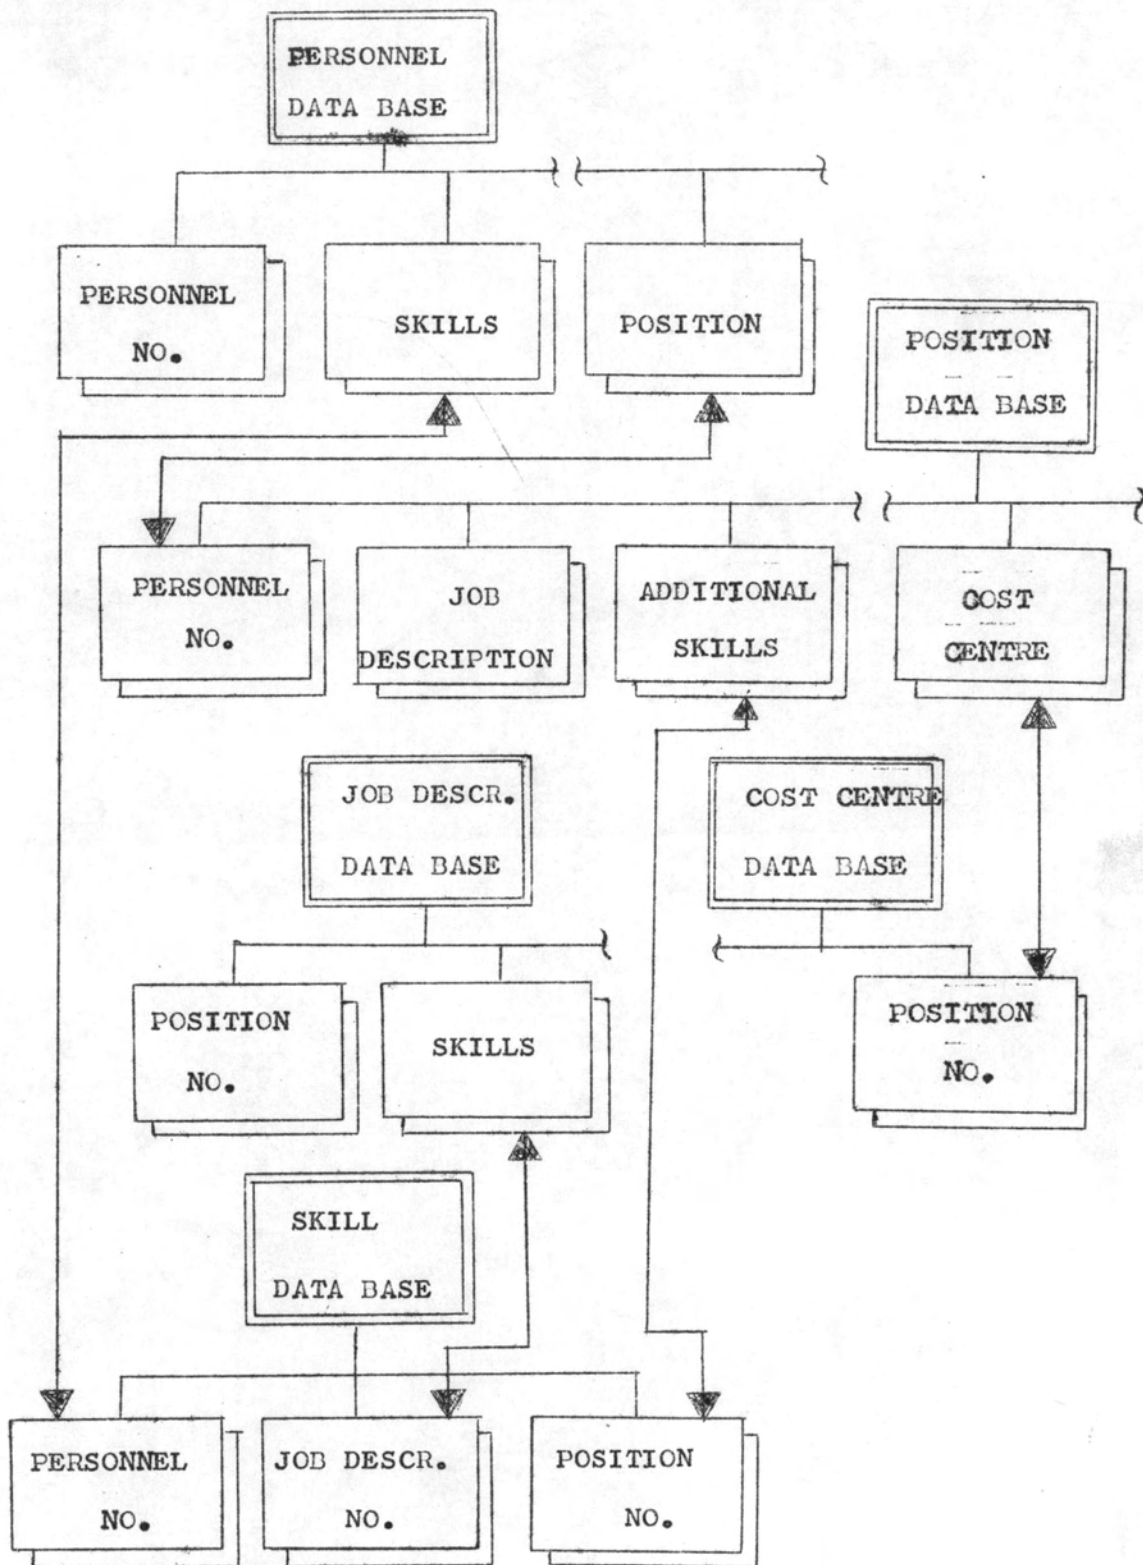 PERSONNEL
DATA BASE
PERSONNEL
NO.
SKILLS
POSITION
POSITION
DATA BASE
PERSONNEL
NO.
JOB
DESCRIPTION
ADDITIONAL
SKILLS
COST
CENTRE
JOB DESCR.
DATA BASE
COST CENTRE
DATA BASE
POSITION
NO.
SKILLS
POSITION
NO.
SKILL
DATA BASE
PERSONNEL
NO.
JOB DESCR.
NO.
POSITION
NO.